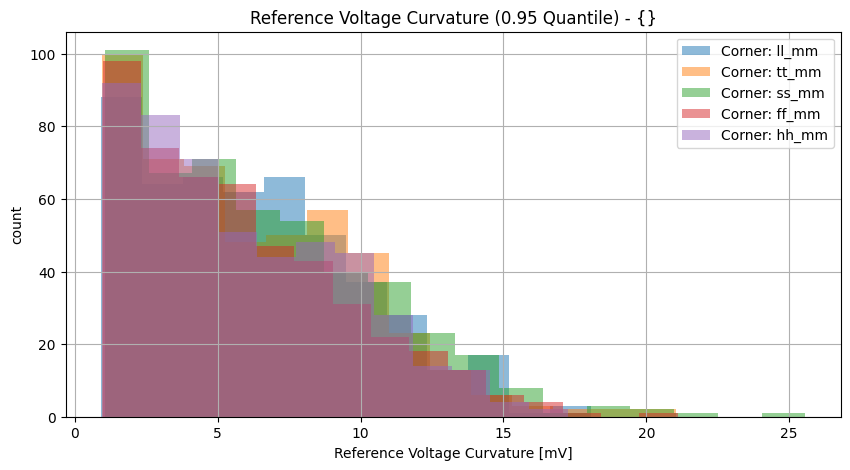 Reference Voltage Curvature (0.95 Quantile) - {}
Corner: ll_mm
Corner: tt_mm
Corner: ss_mm
Corner: ff_mm
Corner: hh_mm
count
100
80
60
40
20
0
0 5 10 15 20 25
Reference Voltage Curvature [mV]